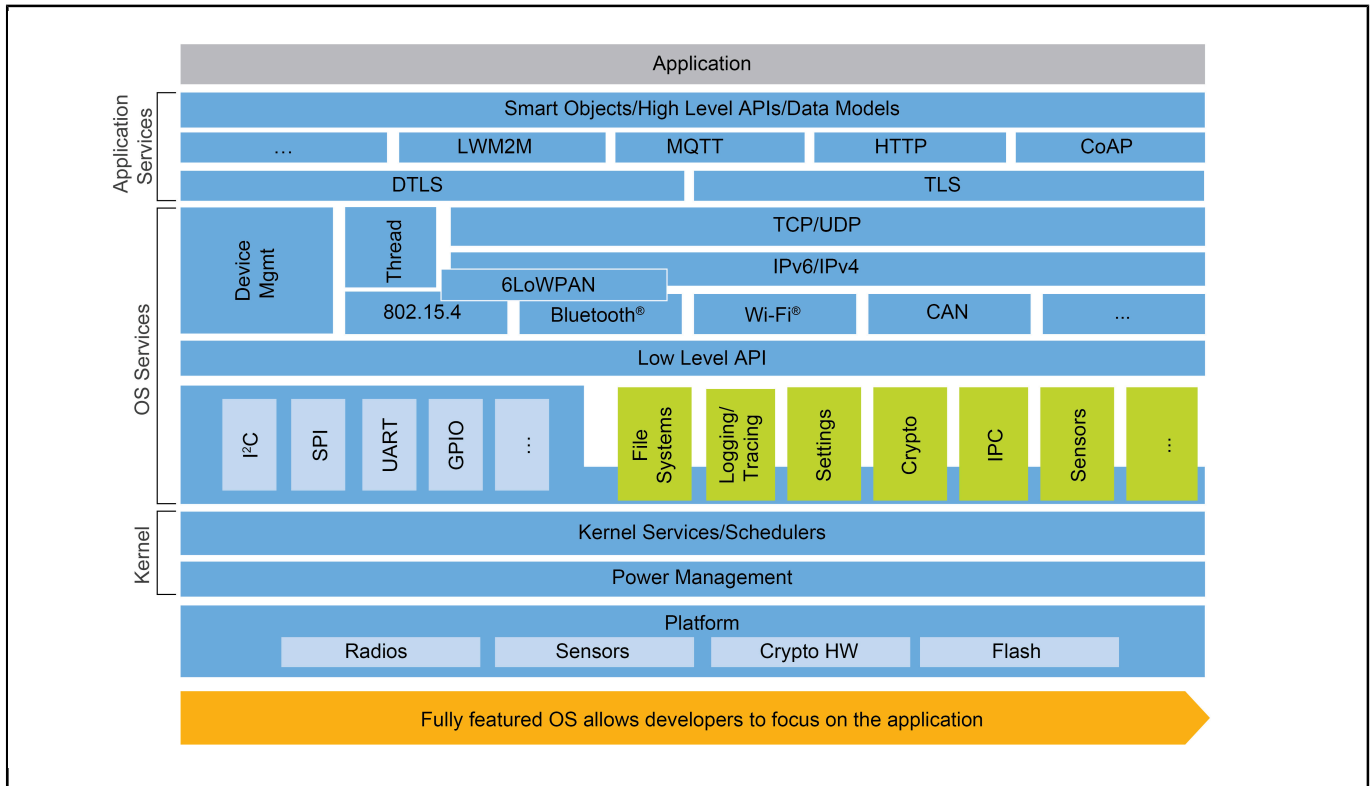 Application
Application
Services
Smart Objects/High Level APIs/Data Models
...
LWM2M
MQTT
HTTP
CoAP
DTLS
TLS
OS Services
Device
Mgmt
Thread
TCP/UDP
IPv6/IPv4
6LoWPAN
802.15.4
Bluetooth®
Wi-Fi®
CAN
...
Low Level API
I²C
SPI
UART
GPIO
...
File
Systems
Logging/
Tracing
Settings
Crypto
IPC
Sensors
...
Kernel
Kernel Services/Schedulers
Power Management
Platform
Radios
Sensors
Crypto HW
Flash
Fully featured OS allows developers to focus on the application